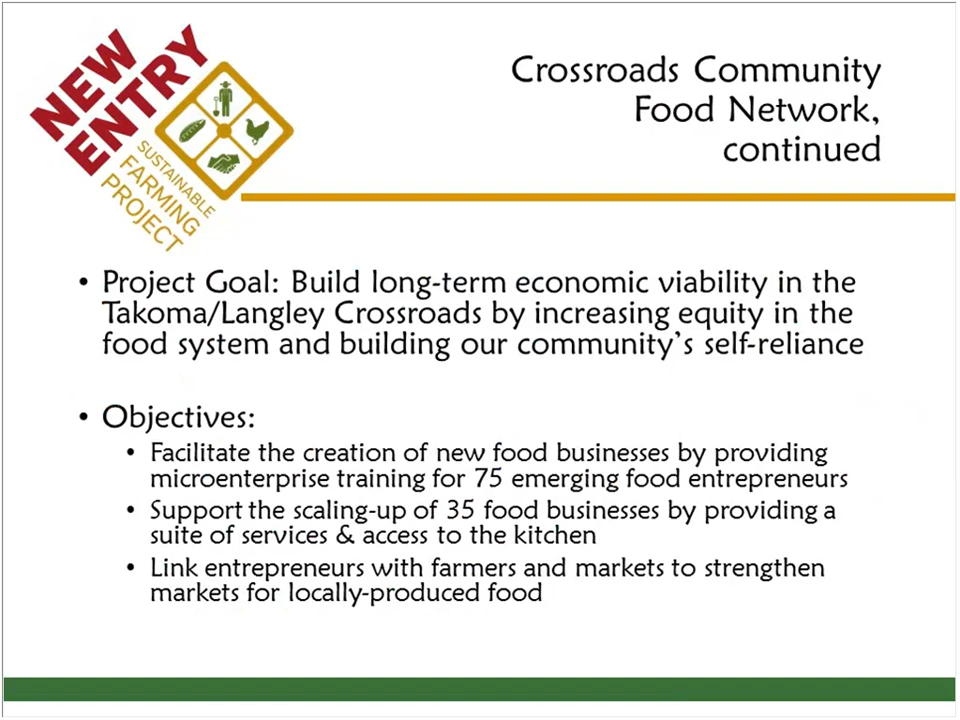 NEW
ENTRY
SUSTAINABLE
FARMING
PROJECT
Crossroads Community
Food Network,
continued
• Project Goal: Build long-term economic viability in the
Takoma/Langley Crossroads by increasing equity in the
food system and building our community's self-reliance
• Objectives:
• Facilitate the creation of new food businesses by providing
microenterprise training for 75 emerging food entrepreneurs
• Support the scaling-up of 35 food businesses by providing a
suite of services & access to the kitchen
• Link entrepreneurs with farmers and markets to strengthen
markets for locally-produced food